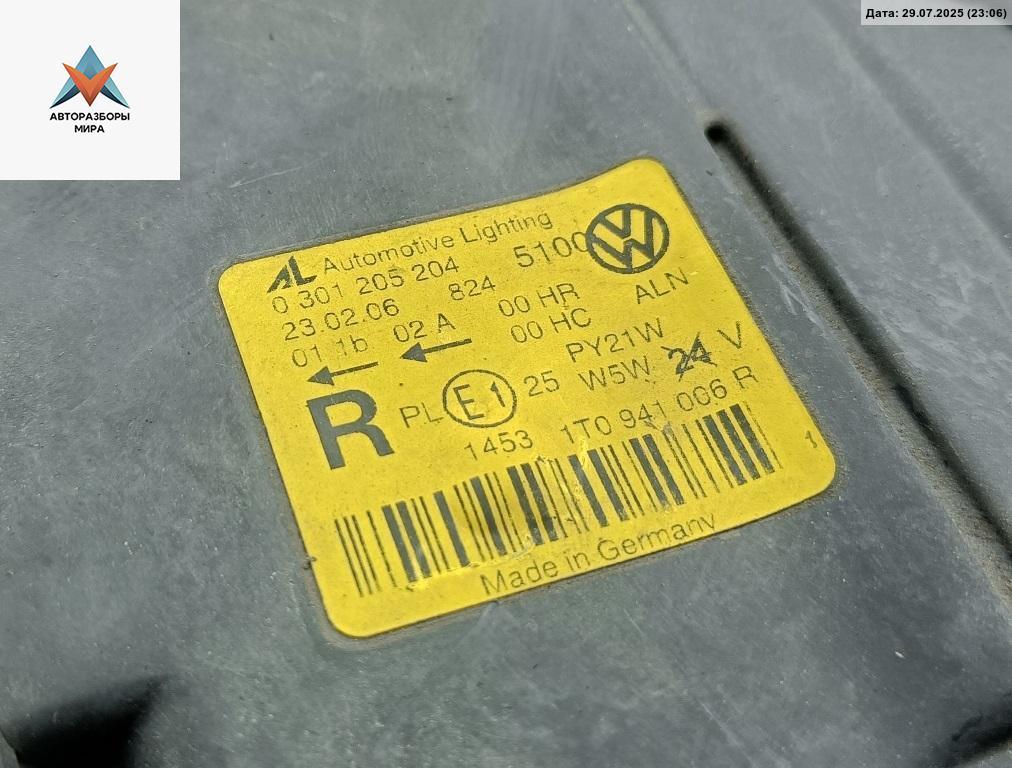 Дата: 29.07.2025 (23:06)
АВТОРАЗБОРЫ
МИРА
AL Automotive Lighting
0 301 205 204 5100
23.02.06 824 00 HR ALN
01 1b 02 A 00 HC
PY21W
R PL E1 25 W5W 24 V
1453 1T0 941 006 R
1
Made in Germany